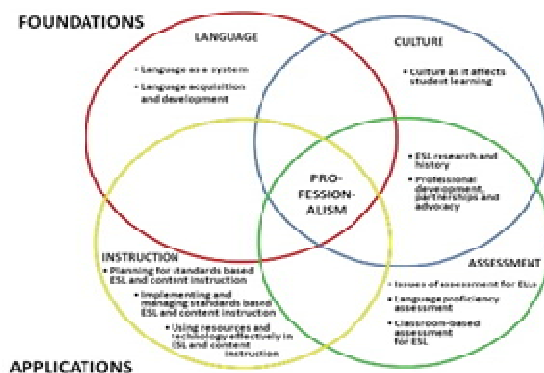 FOUNDATIONS
LANGUAGE
• Language as a system
• Language acquisition
and development
CULTURE
• Culture as it affects
student learning
• ESL research and
history
• Professional
development,
partnerships and
advocacy
PRO-
FESSION-
ALISM
INSTRUCTION
• Planning for standards based
ESL and content instruction
• Implementing and
managing standards based
ESL and content instruction
• Using resources and
technology effectively in
ESL and content
instruction
ASSESSMENT
• Issues of assessment for ELLs
• Language proficiency
assessment
• Classroom-based
assessment
for ESL
APPLICATIONS